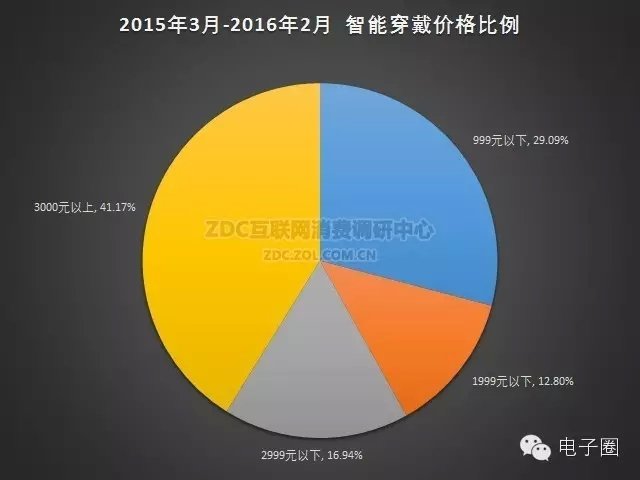 2015年3月-2016年2月 智能穿戴价格比例
999元以下, 29.09%
3000元以上, 41.17%
ZDC互联网消费调研中心
ZDC.ZOL.COM.CN
1999元以下, 12.80%
2999元以下, 16.94%
电子圈